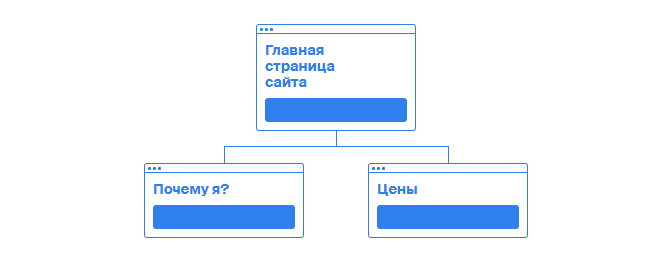 Главная
страница
сайта
Почему я?
Цены